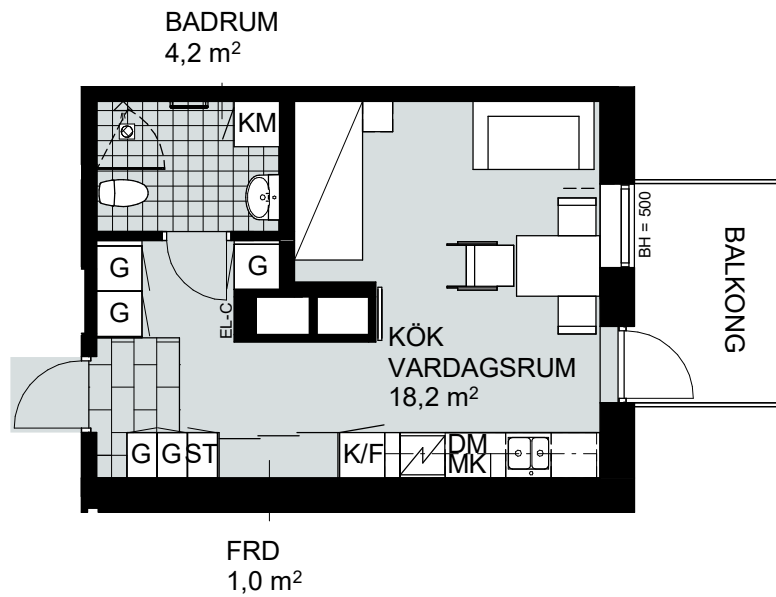 BADRUM
4,2 m²
KM
G
G
G
EL-C
BH = 500
BALKONG
KÖK
VARDAGSRUM
18,2 m²
G
G
ST
K/F
DM
MK
FRD
1,0 m²